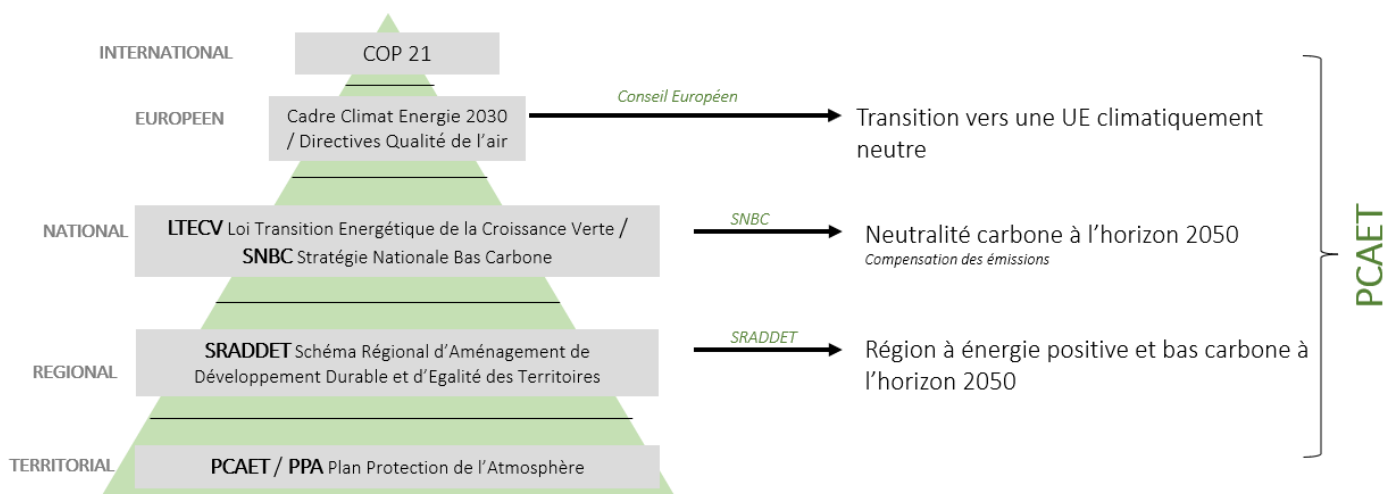 INTERNATIONAL
COP 21
EUROPEEN
Cadre Climat Energie 2030
/ Directives Qualité de l'air
Conseil Européen
Transition vers une UE climatiquement
neutre
NATIONAL
LTECV Loi Transition Energétique de la Croissance Verte /
SNBC Stratégie Nationale Bas Carbone
SNBC
Neutralité carbone à l'horizon 2050
Compensation des émissions
REGIONAL
SRADDET Schéma Régional d'Aménagement de
Développement Durable et d'Egalité des Territoires
SRADDET
Région à énergie positive et bas carbone à
l'horizon 2050
TERRITORIAL
PCAET / PPA Plan Protection de l'Atmosphère
PCAET